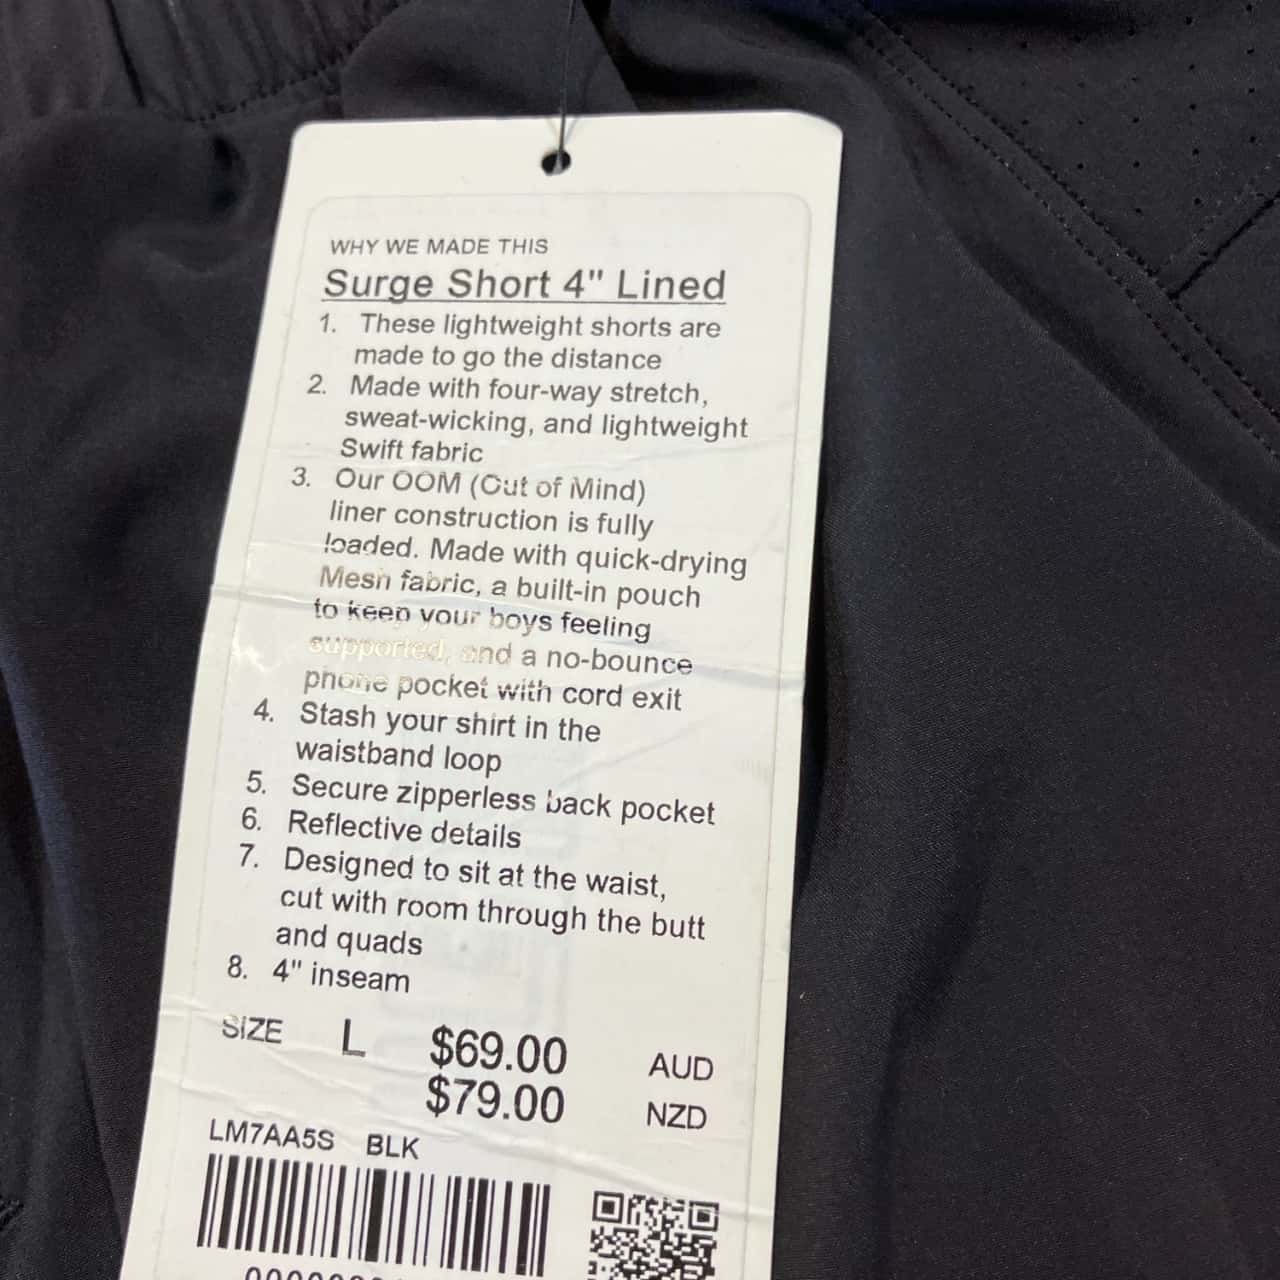 WHY WE MADE THIS
Surge Short 4" Lined
1. These lightweight shorts are
made to go the distance
2. Made with four-way stretch,
sweat-wicking, and lightweight
Swift fabric
3. Our OOM (Out of Mind)
liner construction is fully
loaded. Made with quick-drying
Mesh fabric, a built-in pouch
to keep your boys feeling
supported, and a no-bounce
phone pocket with cord exit
4. Stash your shirt in the
waistband loop
5. Secure zipperless back pocket
6. Reflective details
7. Designed to sit at the waist,
cut with room through the butt
and quads
8. 4" inseam
SIZE L $69.00 AUD
$79.00 NZD
LM7AA5S BLK